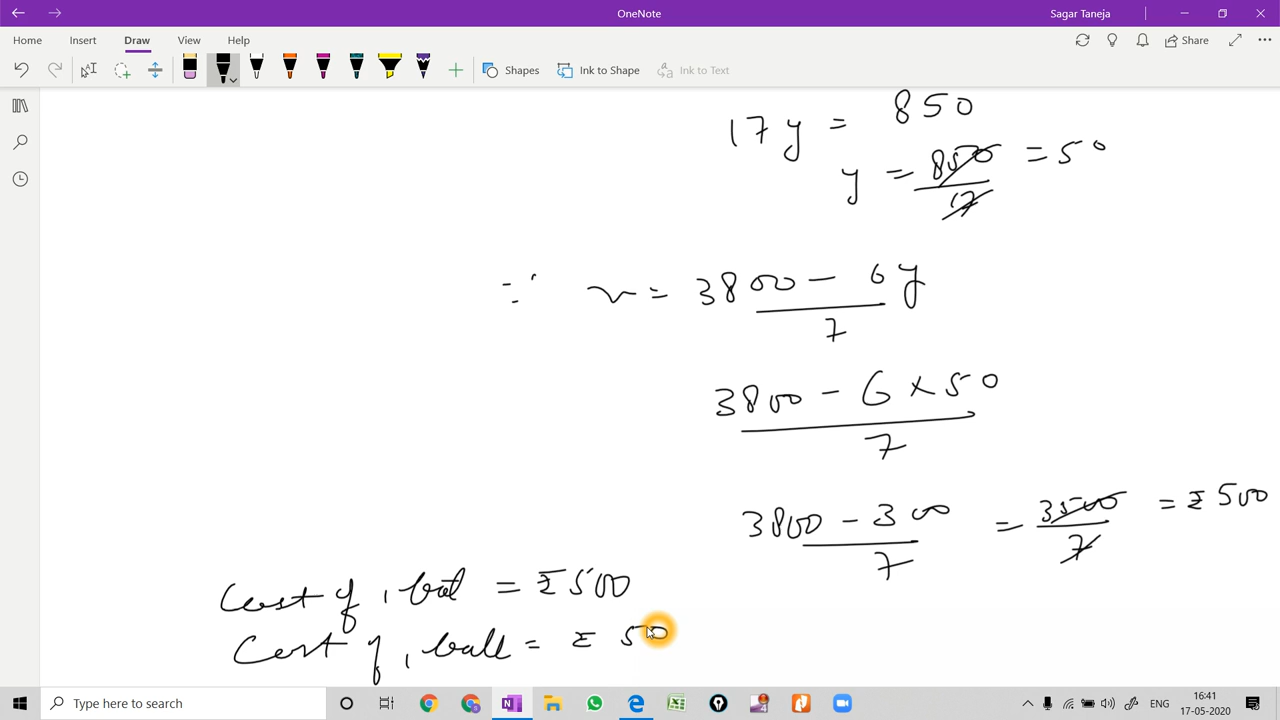 OneNote
Sagar Taneja
Home Insert Draw View Help
Share
Shapes Ink to Shape Ink to Text
17y = 850
y = 850/17 = 50
∵ x = 3800 - 6y / 7
3800 - 6 × 50 / 7
3800 - 300 / 7 = 3500 / 7 = ₹ 500
Cost of 1 bat = ₹ 500
Cost of 1 ball = ₹ 50
Type here to search
ENG
16:41
17-05-2020